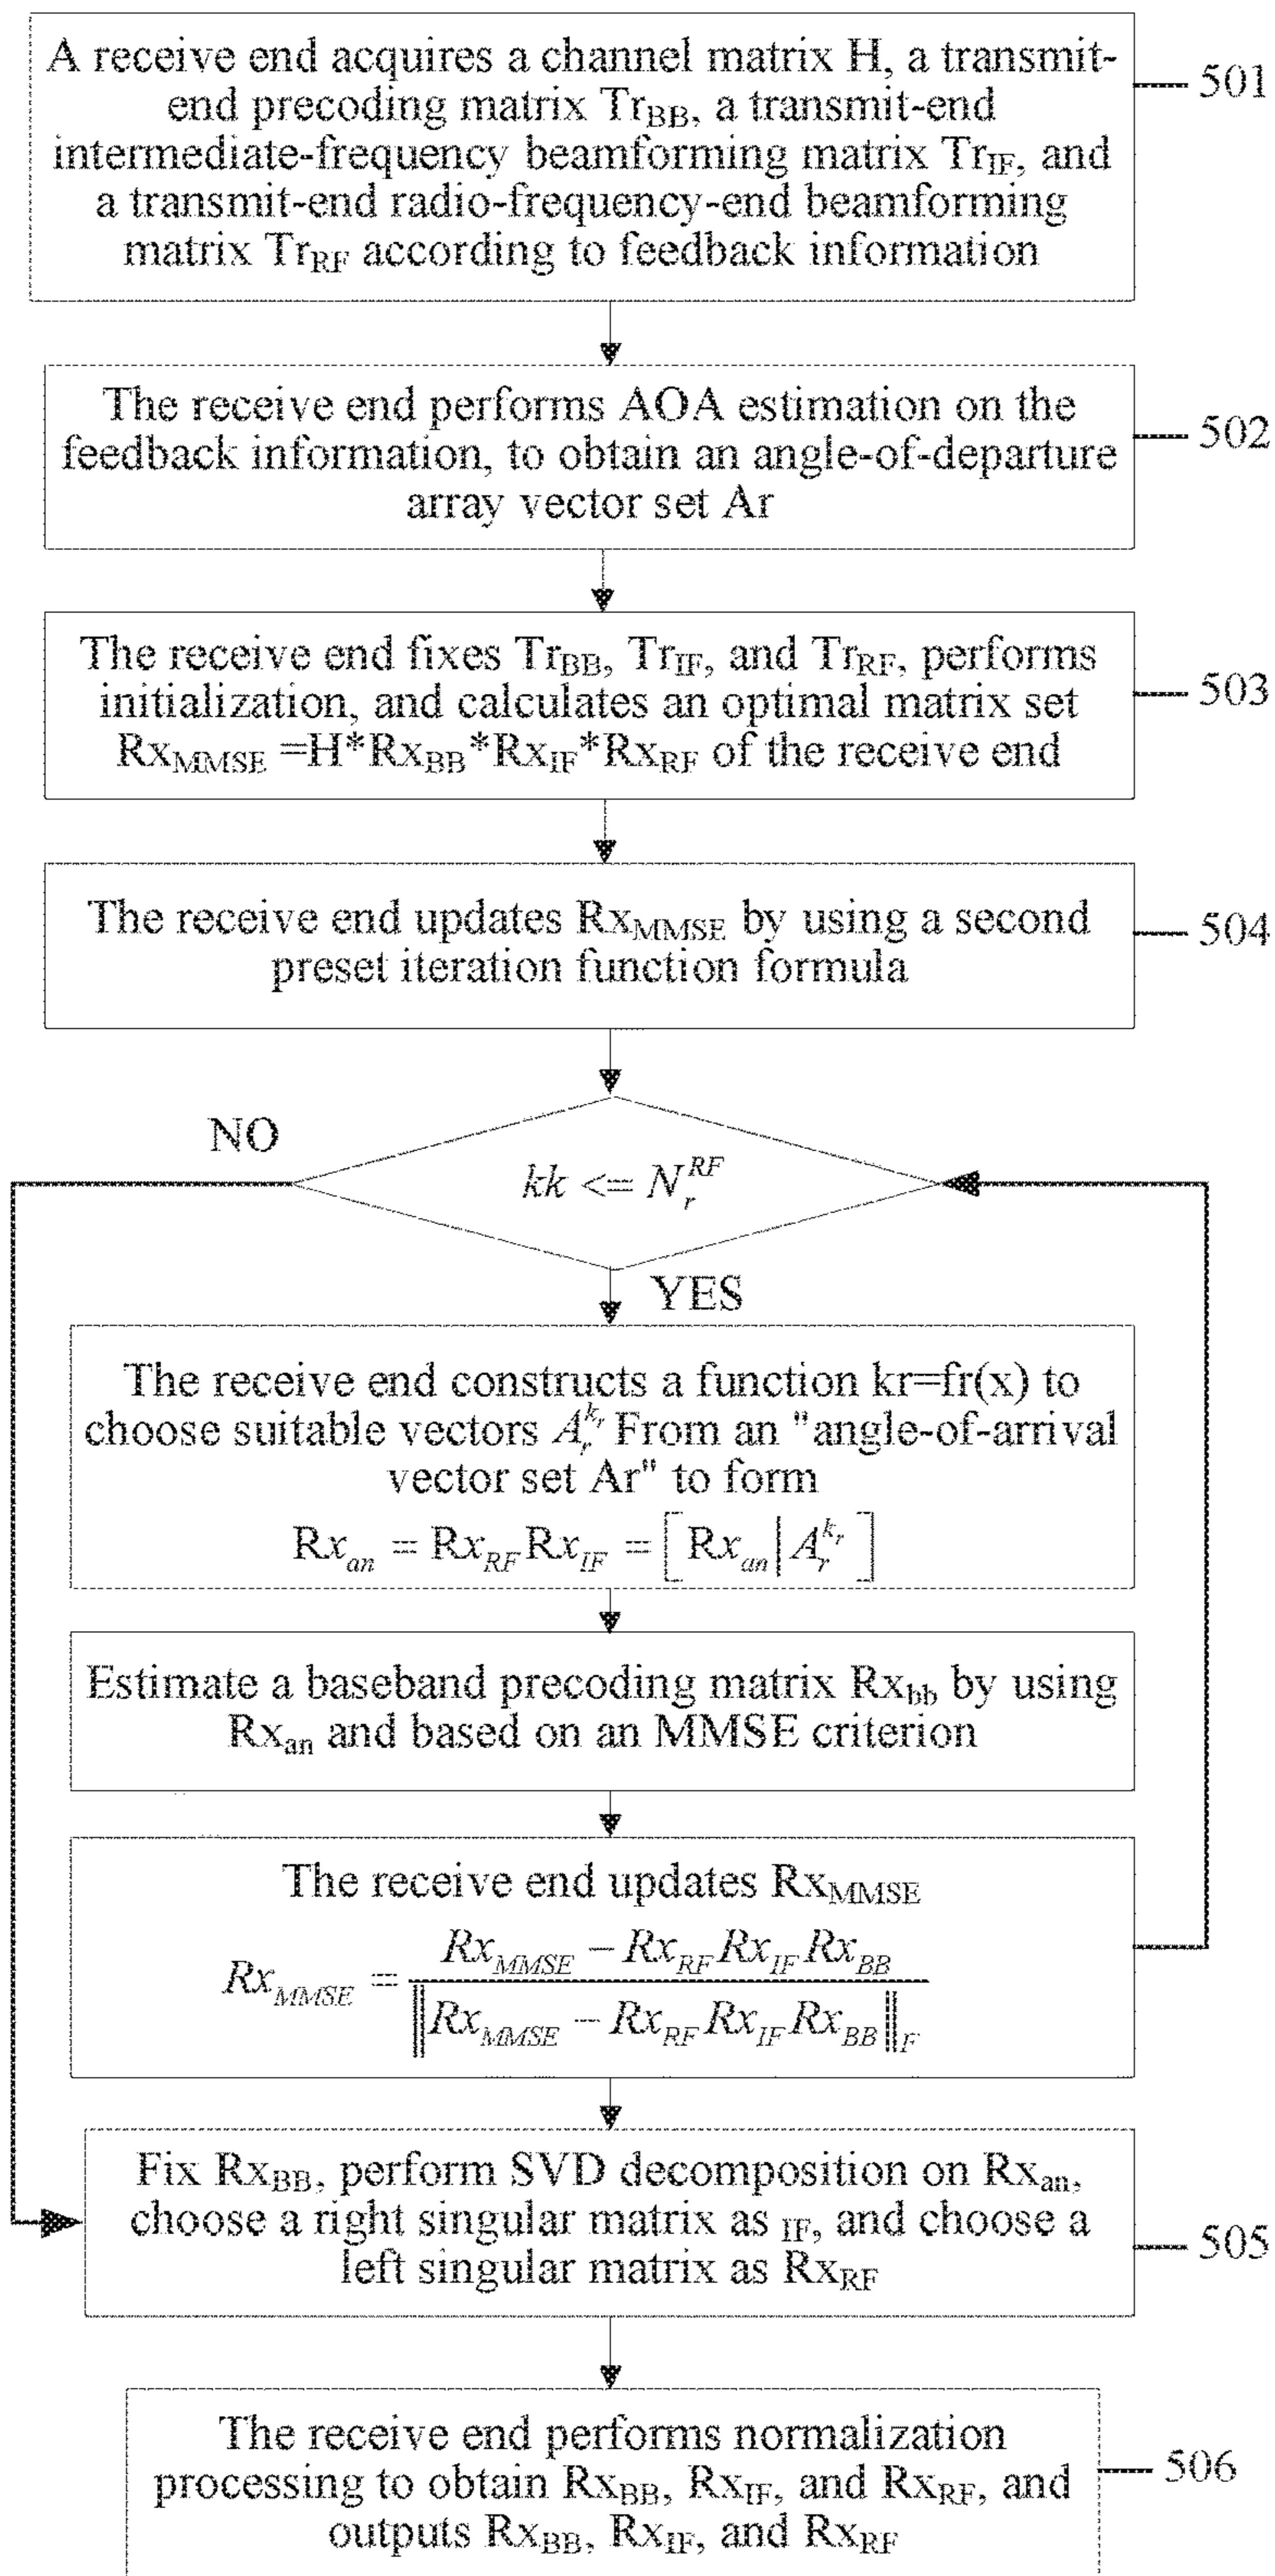 A receive end acquires a channel matrix H, a transmit-
end precoding matrix Tr_BB, a transmit-end
intermediate-frequency beamforming matrix Tr_IF, and
a transmit-end radio-frequency-end beamforming
matrix Tr_RF according to feedback information
501
The receive end performs AOA estimation on the
feedback information, to obtain an angle-of-departure
array vector set Ar
502
The receive end fixes Tr_BB, Tr_IF, and Tr_RF, performs
initialization, and calculates an optimal matrix set
Rx_MMSE =H*Rx_BB*Rx_IF*Rx_RF of the receive end
503
The receive end updates Rx_MMSE by using a second
preset iteration function formula
504
NO
kk <= N_r^RF
YES
The receive end constructs a function kr=fr(x) to
choose suitable vectors A_r^{k_r} From an "angle-of-arrival
vector set Ar" to form
Rx_an = Rx_RF Rx_IF = [ Rx_an | A_r^{k_r} ]
Estimate a baseband precoding matrix Rx_bb by using
Rx_an and based on an MMSE criterion
The receive end updates Rx_MMSE
Rx_MMSE = (Rx_MMSE − Rx_RF Rx_IF Rx_BB) / ‖Rx_MMSE − Rx_RF Rx_IF Rx_BB‖_F
Fix Rx_BB, perform SVD decomposition on Rx_an,
choose a right singular matrix as _IF, and choose a
left singular matrix as Rx_RF
505
The receive end performs normalization
processing to obtain Rx_BB, Rx_IF, and Rx_RF, and
outputs Rx_BB, Rx_IF, and Rx_RF
506